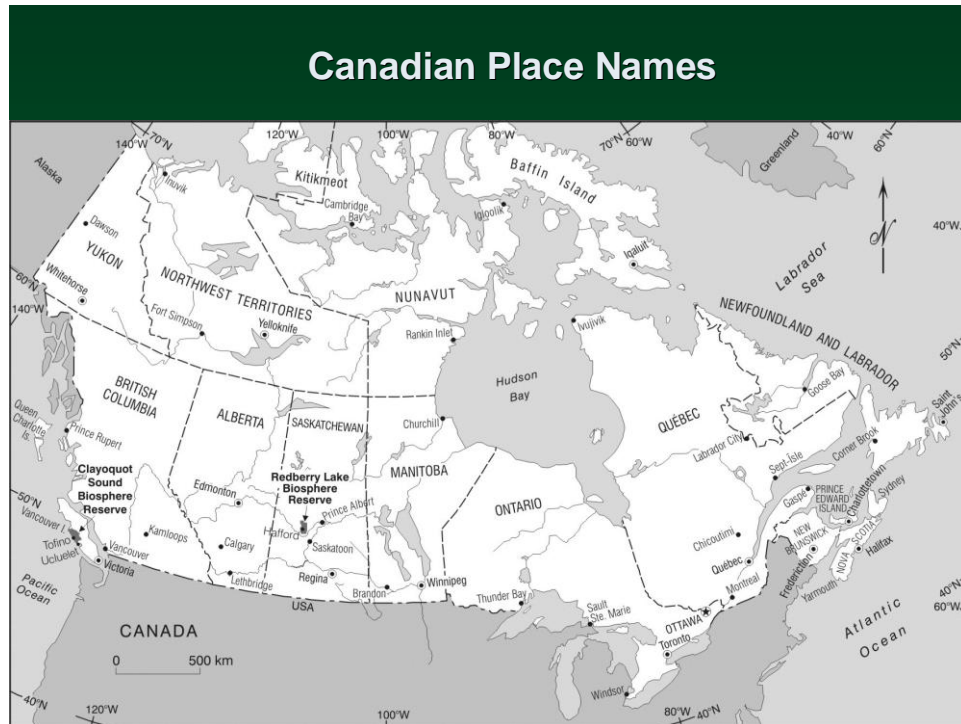 Canadian Place Names
140°W
70°N
120°W
100°W
80°W
70°N
60°W
40°W
60°N
Alaska
Greenland
Inuvik
Kitikmeot
Cambridge
Bay
Igloolik
Baffin Island
N
40°W
Dawson
YUKON
Whitehorse
60°N
140°W
NORTHWEST TERRITORIES
Fort Simpson
Yelloknife
NUNAVUT
Rankin Inlet
Iqaluit
Labrador
Sea
Ivujivik
NEWFOUNDLAND AND LABRADOR
50°N
BRITISH
COLUMBIA
ALBERTA
SASKATCHEWAN
Churchill
MANITOBA
Hudson
Bay
QUÉBEC
Goose Bay
Labrador City
Sept-Isle
Corner Brook
Saint
John's
Queen
Charlotte
Is.
Prince Rupert
Clayoquot
Sound
Biosphere
Reserve
50°N
Vancouver I.
Tofino
Ucluelet
Vancouver
Victoria
Kamloops
Edmonton
Calgary
Lethbridge
Redberry Lake
Biosphere
Reserve
Hafford
Prince Albert
Saskatoon
Regina
Brandon
Winnipeg
ONTARIO
Thunder Bay
Sault
Ste. Marie
OTTAWA
Toronto
Windsor
Chicoutimi
Québec
Montreal
Gaspe
PRINCE
EDWARD
ISLAND
Charlottetown
Sydney
NEW
BRUNSWICK
Fredericton
NOVA
SCOTIA
Halifax
Yarmouth
40°N
60°W
Pacific
Ocean
USA
CANADA
0
500 km
Atlantic
Ocean
40°N
120°W
100°W
80°W
40°N